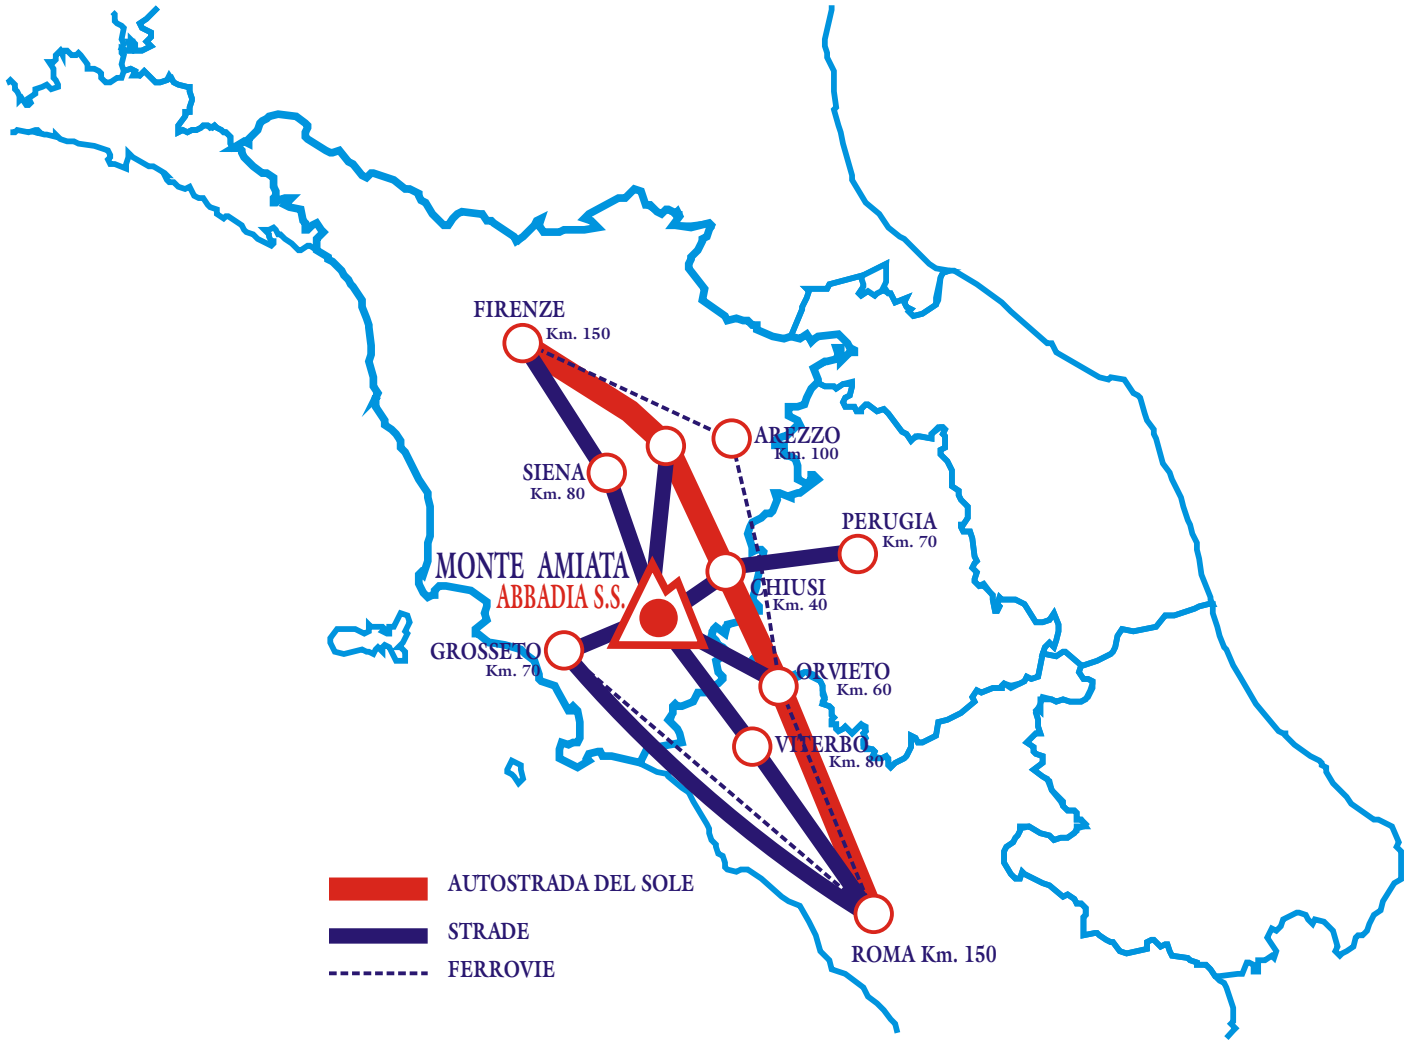 FIRENZE
Km. 150
AREZZO
Km. 100
SIENA
Km. 80
PERUGIA
Km. 70
MONTE AMIATA
ABBADIA S.S.
CHIUSI
Km. 40
GROSSETO
Km. 70
ORVIETO
Km. 60
VITERBO
Km. 80
AUTOSTRADA DEL SOLE
STRADE
FERROVIE
ROMA Km. 150